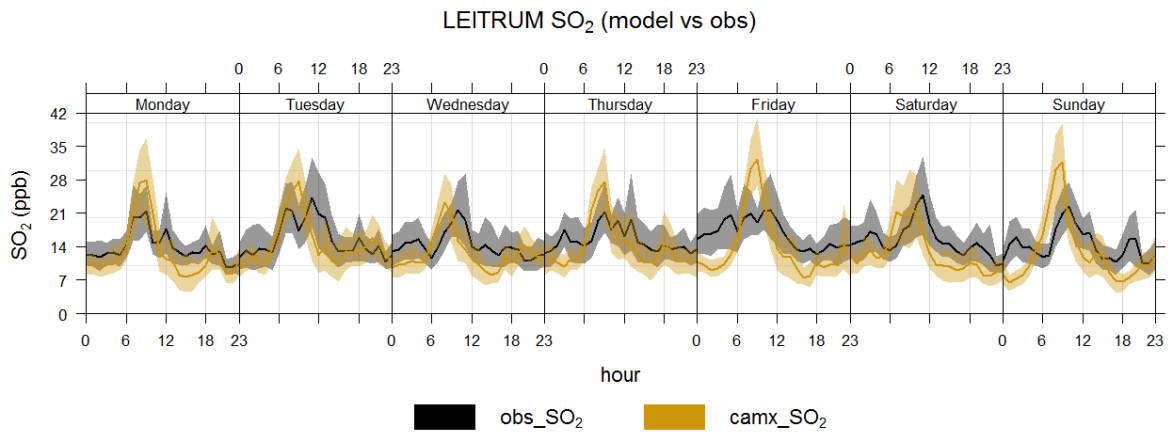 LEITRUM SO₂ (model vs obs)
0 6 12 18 23 0 6 12 18 23 0 6 12 18 23
Monday Tuesday Wednesday Thursday Friday Saturday Sunday
42
35
28
21
14
7
0
SO₂ (ppb)
0 6 12 18 23 0 6 12 18 23 0 6 12 18 23 0 6 12 18 23
hour
obs_SO₂ camx_SO₂